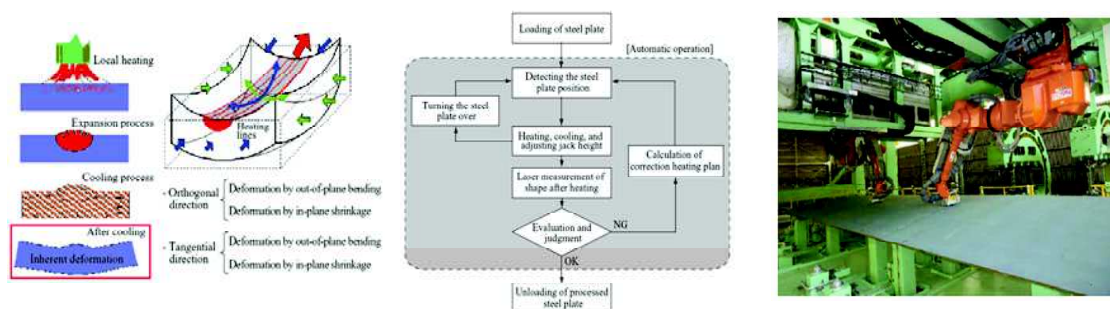 Local heating
Expansion process
Cooling process
After cooling
Inherent deformation
Heating
lines
- Orthogonal
direction
Deformation by out-of-plane bending
Deformation by in-plane shrinkage
- Tangential
direction
Deformation by out-of-plane bending
Deformation by in-plane shrinkage
Loading of steel plate
[Automatic operation]
Detecting the steel
plate position
Turning the steel
plate over
Heating, cooling, and
adjusting jack height
Calculation of
correction heating plan
Laser measurement of
shape after heating
Evaluation and
judgment
NG
OK
Unloading of processed
steel plate